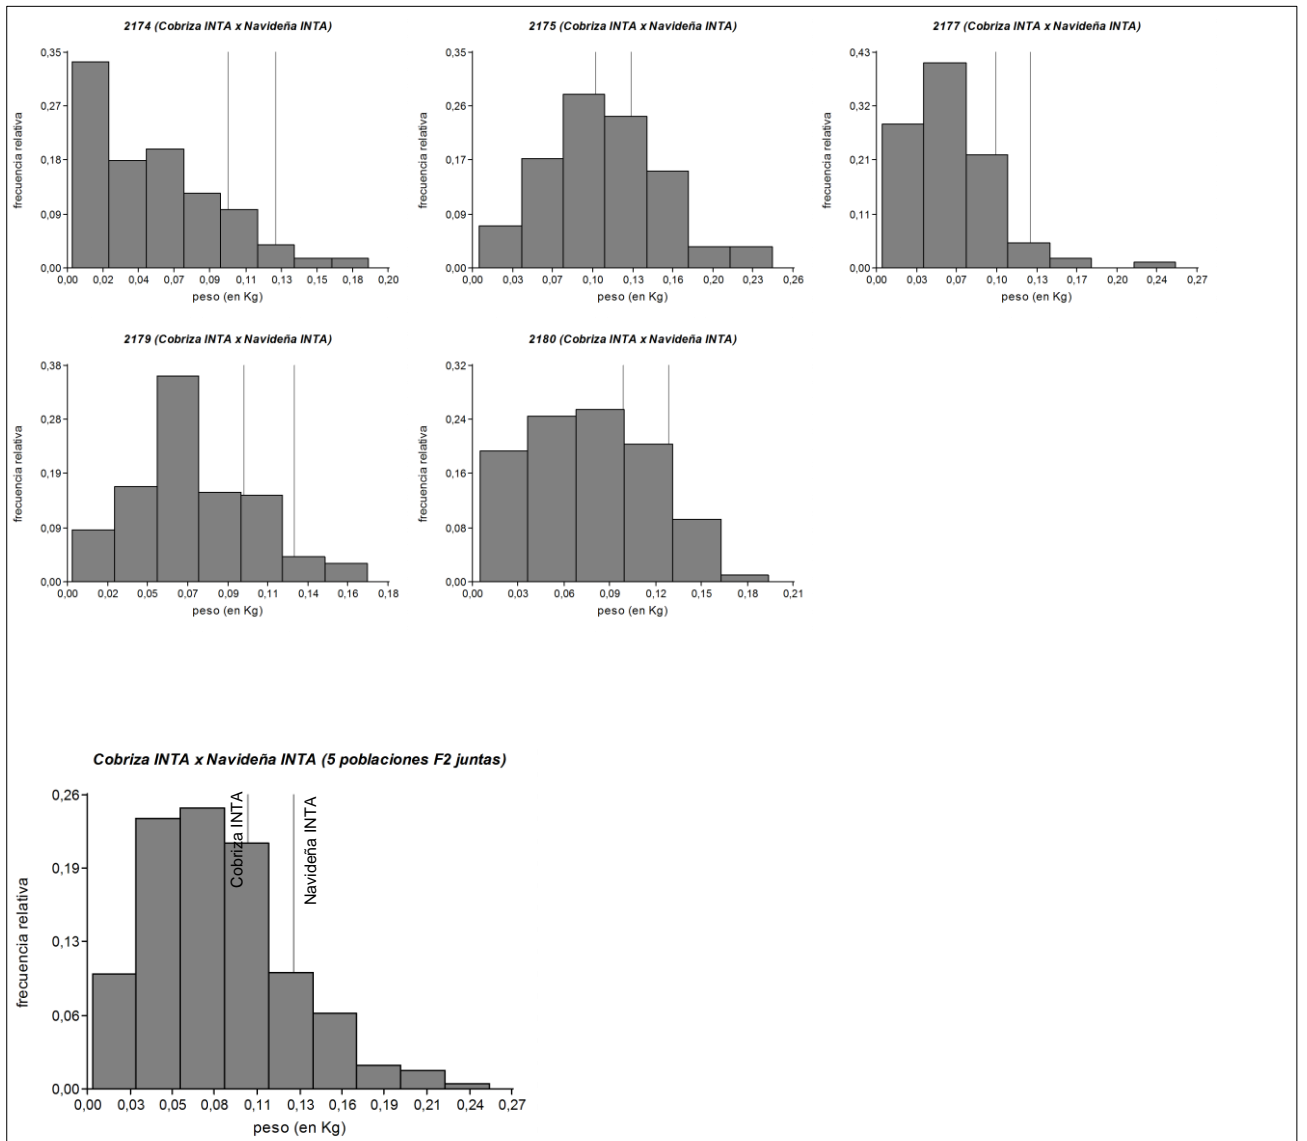 2174 (Cobriza INTA x Navideña INTA)
0,35
0,27
0,18
0,09
0,00
frecuencia relativa
0,00 0,02 0,04 0,07 0,09 0,11 0,13 0,15 0,18 0,20
peso (en Kg)
2175 (Cobriza INTA x Navideña INTA)
0,35
0,26
0,17
0,09
0,00
frecuencia relativa
0,00 0,03 0,07 0,10 0,13 0,16 0,20 0,23 0,26
peso (en Kg)
2177 (Cobriza INTA x Navideña INTA)
0,43
0,32
0,21
0,11
0,00
frecuencia relativa
0,00 0,03 0,07 0,10 0,13 0,17 0,20 0,24 0,27
peso (en Kg)
2179 (Cobriza INTA x Navideña INTA)
0,38
0,28
0,19
0,09
0,00
frecuencia relativa
0,00 0,02 0,05 0,07 0,09 0,11 0,14 0,16 0,18
peso (en Kg)
2180 (Cobriza INTA x Navideña INTA)
0,32
0,24
0,16
0,08
0,00
frecuencia relativa
0,00 0,03 0,06 0,09 0,12 0,15 0,18 0,21
peso (en Kg)
Cobriza INTA x Navideña INTA (5 poblaciones F2 juntas)
0,26
0,19
0,13
0,06
0,00
frecuencia relativa
Cobriza INTA
Navideña INTA
0,00 0,03 0,05 0,08 0,11 0,13 0,16 0,19 0,21 0,24 0,27
peso (en Kg)